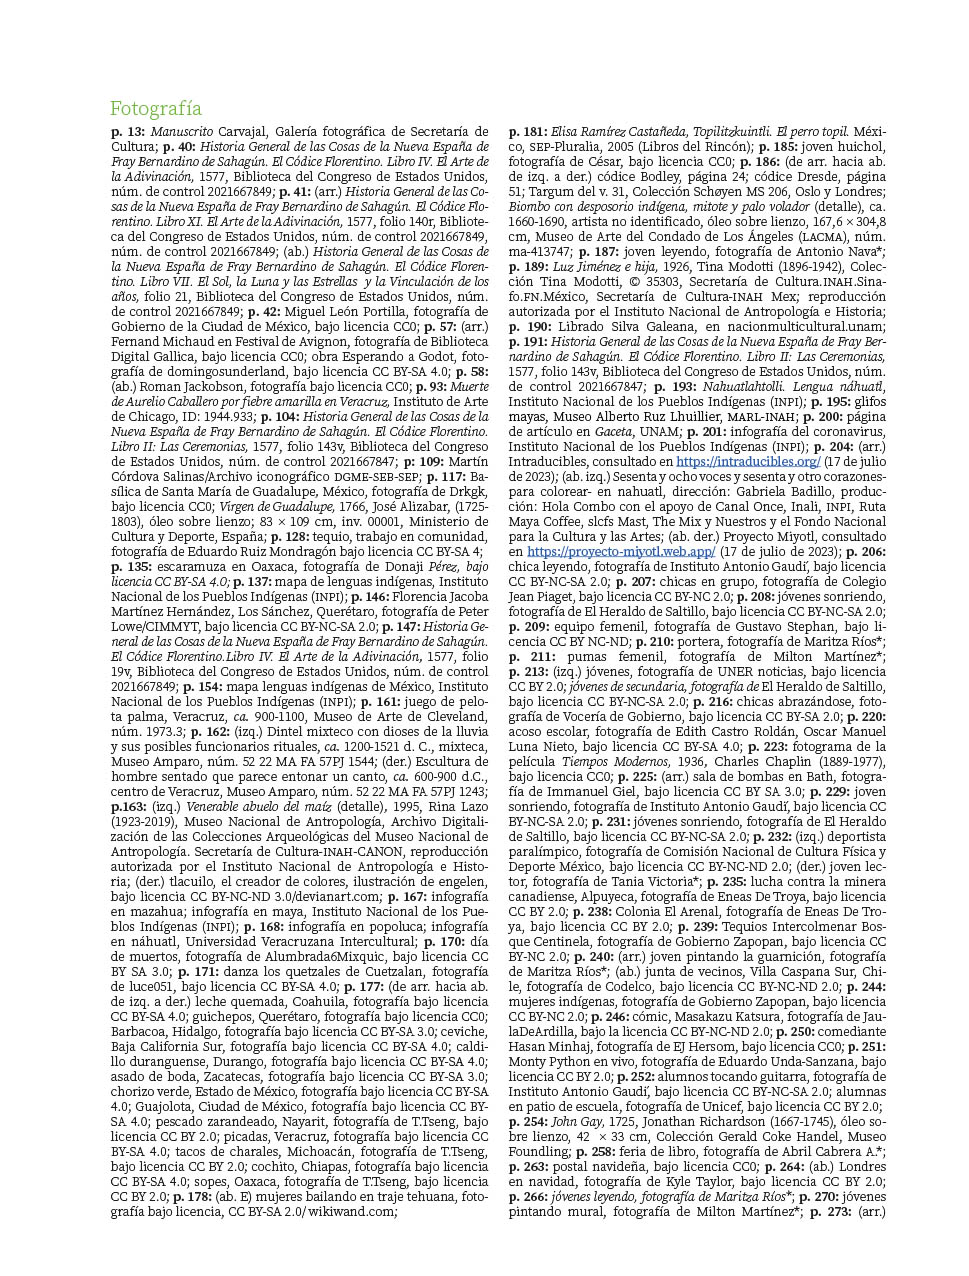 Fotografía
p. 13: Manuscrito Carvajal, Galería fotográfica de Secretaría de
Cultura; p. 40: Historia General de las Cosas de la Nueva España de
Fray Bernardino de Sahagún. El Códice Florentino. Libro IV. El Arte de
la Adivinación, 1577, Biblioteca del Congreso de Estados Unidos,
núm. de control 2021667849; p. 41: (arr.) Historia General de las Co-
sas de la Nueva España de Fray Bernardino de Sahagún. El Códice Flo-
rentino. Libro XI. El Arte de la Adivinación, 1577, folio 140r, Bibliote-
ca del Congreso de Estados Unidos, núm. de control 2021667849,
núm. de control 2021667849; (ab.) Historia General de las Cosas de
la Nueva España de Fray Bernardino de Sahagún. El Códice Floren-
tino. Libro VII. El Sol, la Luna y las Estrellas y la Vinculación de los
años, folio 21, Biblioteca del Congreso de Estados Unidos, núm.
de control 2021667849; p. 42: Miguel León Portilla, fotografía de
Gobierno de la Ciudad de México, bajo licencia CC0; p. 57: (arr.)
Fernand Michaud en Festival de Avignon, fotografía de Biblioteca
Digital Gallica, bajo licencia CC0; obra Esperando a Godot, foto-
grafía de domingosunderland, bajo licencia CC BY-SA 4.0; p. 58:
(ab.) Roman Jackobson, fotografía bajo licencia CC0; p. 93: Muerte
de Aurelio Caballero por fiebre amarilla en Veracruz, Instituto de Arte
de Chicago, ID: 1944.933; p. 104: Historia General de las Cosas de la
Nueva España de Fray Bernardino de Sahagún. El Códice Florentino.
Libro II: Las Ceremonias, 1577, folio 143v, Biblioteca del Congreso
de Estados Unidos, núm. de control 2021667847; p: 109: Martín
Córdova Salinas/Archivo iconográfico DGME-SEB-SEP; p. 117: Ba-
sílica de Santa María de Guadalupe, México, fotografía de Drkgk,
bajo licencia CC0; Virgen de Guadalupe, 1766, José Alizabar, (1725-
1803), óleo sobre lienzo; 83 × 109 cm, inv. 00001, Ministerio de
Cultura y Deporte, España; p. 128: tequio, trabajo en comunidad,
fotografía de Eduardo Ruiz Mondragón bajo licencia CC BY-SA 4;
p. 135: escaramuza en Oaxaca, fotografía de Donaji Pérez, bajo
licencia CC BY-SA 4.0; p. 137: mapa de lenguas indígenas, Instituto
Nacional de los Pueblos Indígenas (INPI); p. 146: Florencia Jacoba
Martínez Hernández, Los Sánchez, Querétaro, fotografía de Peter
Lowe/CIMMYT, bajo licencia CC BY-NC-SA 2.0; p. 147: Historia Ge-
neral de las Cosas de la Nueva España de Fray Bernardino de Sahagún.
El Códice Florentino.Libro IV. El Arte de la Adivinación, 1577, folio
19v, Biblioteca del Congreso de Estados Unidos, núm. de control
2021667849; p. 154: mapa lenguas indígenas de México, Instituto
Nacional de los Pueblos Indígenas (INPI); p. 161: juego de pelo-
ta palma, Veracruz, ca. 900-1100, Museo de Arte de Cleveland,
núm. 1973.3; p. 162: (izq.) Dintel mixteco con dioses de la lluvia
y sus posibles funcionarios rituales, ca. 1200-1521 d. C., mixteca,
Museo Amparo, núm. 52 22 MA FA 57PJ 1544; (der.) Escultura de
hombre sentado que parece entonar un canto, ca. 600-900 d.C.,
centro de Veracruz, Museo Amparo, núm. 52 22 MA FA 57PJ 1243;
p.163: (izq.) Venerable abuelo del maíz (detalle), 1995, Rina Lazo
(1923-2019), Museo Nacional de Antropología, Archivo Digitali-
zación de las Colecciones Arqueológicas del Museo Nacional de
Antropología. Secretaría de Cultura-INAH-CANON, reproducción
autorizada por el Instituto Nacional de Antropología e Histo-
ria; (der.) tlacuilo, el creador de colores, ilustración de engelen,
bajo licencia CC BY-NC-ND 3.0/devianart.com; p. 167: infografía
en mazahua; infografía en maya, Instituto Nacional de los Pue-
blos Indígenas (INPI); p. 168: infografía en popoluca; infografía
en náhuatl, Universidad Veracruzana Intercultural; p. 170: día
de muertos, fotografía de Alumbrada6Mixquic, bajo licencia CC
BY SA 3.0; p. 171: danza los quetzales de Cuetzalan, fotografía
de luce051, bajo licencia CC BY-SA 4.0; p. 177: (de arr. hacia ab.
de izq. a der.) leche quemada, Coahuila, fotografía bajo licencia
CC BY-SA 4.0; guichepos, Querétaro, fotografía bajo licencia CC0;
Barbacoa, Hidalgo, fotografía bajo licencia CC BY-SA 3.0; ceviche,
Baja California Sur, fotografía bajo licencia CC BY-SA 4.0; caldi-
llo duranguense, Durango, fotografía bajo licencia CC BY-SA 4.0;
asado de boda, Zacatecas, fotografía bajo licencia CC BY-SA 3.0;
chorizo verde, Estado de México, fotografía bajo licencia CC BY-SA
4.0; Guajolota, Ciudad de México, fotografía bajo licencia CC BY-
SA 4.0; pescado zarandeado, Nayarit, fotografía de T.Tseng, bajo
licencia CC BY 2.0; picadas, Veracruz, fotografía bajo licencia CC
BY-SA 4.0; tacos de charales, Michoacán, fotografía de T.Tseng,
bajo licencia CC BY 2.0; cochito, Chiapas, fotografía bajo licencia
CC BY-SA 4.0; sopes, Oaxaca, fotografía de T.Tseng, bajo licencia
CC BY 2.0; p. 178: (ab. E) mujeres bailando en traje tehuana, foto-
grafía bajo licencia, CC BY-SA 2.0/ wikiwand.com;
p. 181: Elisa Ramírez Castañeda, Topilitzkuintli. El perro topil. Méxi-
co, SEP-Pluralia, 2005 (Libros del Rincón); p. 185: joven huichol,
fotografía de César, bajo licencia CC0; p. 186: (de arr. hacia ab.
de izq. a der.) códice Bodley, página 24; códice Dresde, página
51; Targum del v. 31, Colección Schøyen MS 206, Oslo y Londres;
Biombo con desposorio indígena, mitote y palo volador (detalle), ca.
1660-1690, artista no identificado, óleo sobre lienzo, 167,6 × 304,8
cm, Museo de Arte del Condado de Los Ángeles (LACMA), núm.
ma-413747; p. 187: joven leyendo, fotografía de Antonio Nava*;
p. 189: Luz Jiménez e hija, 1926, Tina Modotti (1896-1942), Colec-
ción Tina Modotti, © 35303, Secretaría de Cultura.INAH.Sina-
fo.FN.México, Secretaría de Cultura-INAH Mex; reproducción
autorizada por el Instituto Nacional de Antropología e Historia;
p. 190: Librado Silva Galeana, en nacionmulticultural.unam;
p. 191: Historia General de las Cosas de la Nueva España de Fray Ber-
nardino de Sahagún. El Códice Florentino. Libro II: Las Ceremonias,
1577, folio 143v, Biblioteca del Congreso de Estados Unidos, núm.
de control 2021667847; p. 193: Nahuatlahtolli. Lengua náhuatl,
Instituto Nacional de los Pueblos Indígenas (INPI); p. 195: glifos
mayas, Museo Alberto Ruz Lhuillier, MARL-INAH; p. 200: página
de artículo en Gaceta, UNAM; p. 201: infografía del coronavirus,
Instituto Nacional de los Pueblos Indígenas (INPI); p. 204: (arr.)
Intraducibles, consultado en https://intraducibles.org/ (17 de julio
de 2023); (ab. izq.) Sesenta y ocho voces y sesenta y otro corazones-
para colorear- en nahuatl, dirección: Gabriela Badillo, produc-
ción: Hola Combo con el apoyo de Canal Once, Inali, INPI, Ruta
Maya Coffee, slcfs Mast, The Mix y Nuestros y el Fondo Nacional
para la Cultura y las Artes; (ab. der.) Proyecto Miyotl, consultado
en https://proyecto-miyotl.web.app/ (17 de julio de 2023); p. 206:
chica leyendo, fotografía de Instituto Antonio Gaudí, bajo licencia
CC BY-NC-SA 2.0; p. 207: chicas en grupo, fotografía de Colegio
Jean Piaget, bajo licencia CC BY-NC 2.0; p. 208: jóvenes sonriendo,
fotografía de El Heraldo de Saltillo, bajo licencia CC BY-NC-SA 2.0;
p. 209: equipo femenil, fotografía de Gustavo Stephan, bajo li-
cencia CC BY NC-ND; p. 210: portera, fotografía de Maritza Ríos*;
p. 211: pumas femenil, fotografía de Milton Martínez*;
p. 213: (izq.) jóvenes, fotografía de UNER noticias, bajo licencia
CC BY 2.0; jóvenes de secundaria, fotografía de El Heraldo de Saltillo,
bajo licencia CC BY-NC-SA 2.0; p. 216: chicas abrazándose, foto-
grafía de Vocería de Gobierno, bajo licencia CC BY-SA 2.0; p. 220:
acoso escolar, fotografía de Edith Castro Roldán, Oscar Manuel
Luna Nieto, bajo licencia CC BY-SA 4.0; p. 223: fotograma de la
película Tiempos Modernos, 1936, Charles Chaplin (1889-1977),
bajo licencia CC0; p. 225: (arr.) sala de bombas en Bath, fotogra-
fía de Immanuel Giel, bajo licencia CC BY SA 3.0; p. 229: joven
sonriendo, fotografía de Instituto Antonio Gaudí, bajo licencia CC
BY-NC-SA 2.0; p. 231: jóvenes sonriendo, fotografía de El Heraldo
de Saltillo, bajo licencia CC BY-NC-SA 2.0; p. 232: (izq.) deportista
paralímpico, fotografía de Comisión Nacional de Cultura Física y
Deporte México, bajo licencia CC BY-NC-ND 2.0; (der.) joven lec-
tor, fotografía de Tania Victoria*; p. 235: lucha contra la minera
canadiense, Alpuyeca, fotografía de Eneas De Troya, bajo licencia
CC BY 2.0; p. 238: Colonia El Arenal, fotografía de Eneas De Tro-
ya, bajo licencia CC BY 2.0; p. 239: Tequios Intercolmenar Bos-
que Centinela, fotografía de Gobierno Zapopan, bajo licencia CC
BY-NC 2.0; p. 240: (arr.) joven pintando la guarnición, fotografía
de Maritza Ríos*; (ab.) junta de vecinos, Villa Caspana Sur, Chi-
le, fotografía de Codelco, bajo licencia CC BY-NC-ND 2.0; p. 244:
mujeres indígenas, fotografía de Gobierno Zapopan, bajo licencia
CC BY-NC 2.0; p. 246: cómic, Masakazu Katsura, fotografía de Jau-
laDeArdilla, bajo la licencia CC BY-NC-ND 2.0; p. 250: comediante
Hasan Minhaj, fotografía de EJ Hersom, bajo licencia CC0; p. 251:
Monty Python en vivo, fotografía de Eduardo Unda-Sanzana, bajo
licencia CC BY 2.0; p. 252: alumnos tocando guitarra, fotografía de
Instituto Antonio Gaudí, bajo licencia CC BY-NC-SA 2.0; alumnas
en patio de escuela, fotografía de Unicef, bajo licencia CC BY 2.0;
p. 254: John Gay, 1725, Jonathan Richardson (1667-1745), óleo so-
bre lienzo, 42 × 33 cm, Colección Gerald Coke Handel, Museo
Foundling; p. 258: feria de libro, fotografía de Abril Cabrera A.*;
p. 263: postal navideña, bajo licencia CC0; p. 264: (ab.) Londres
en navidad, fotografía de Kyle Taylor, bajo licencia CC BY 2.0;
p. 266: jóvenes leyendo, fotografía de Maritza Ríos*; p. 270: jóvenes
pintando mural, fotografía de Milton Martínez*; p. 273: (arr.)